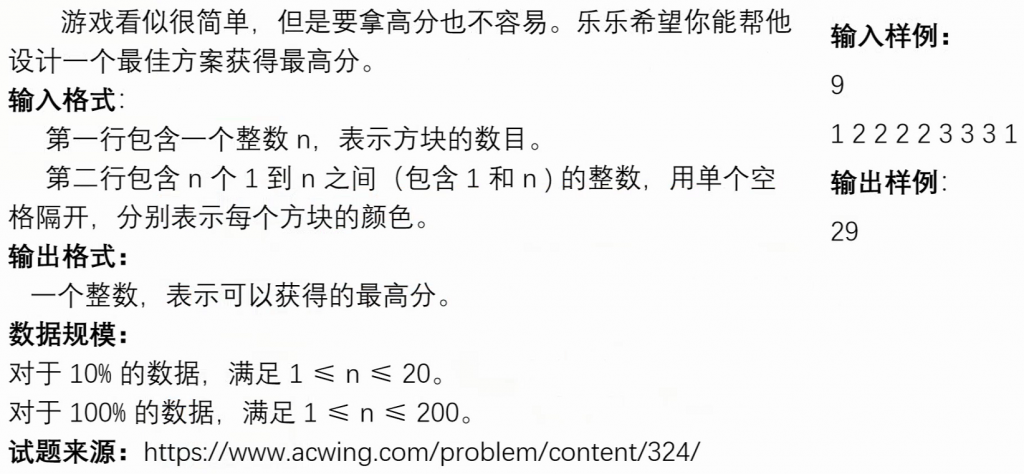 游戏看似很简单，但是要拿高分也不容易。乐乐希望你能帮他
设计一个最佳方案获得最高分。
输入格式：
第一行包含一个整数 n，表示方块的数目。
第二行包含 n 个 1 到 n 之间（包含 1 和 n）的整数，用单个空
格隔开，分别表示每个方块的颜色。
输出格式：
一个整数，表示可以获得的最高分。
数据规模：
对于 10% 的数据，满足 1 ≤ n ≤ 20。
对于 100% 的数据，满足 1 ≤ n ≤ 200。
试题来源：https://www.acwing.com/problem/content/324/
输入样例：
9
1 2 2 2 2 3 3 3 1
输出样例：
29